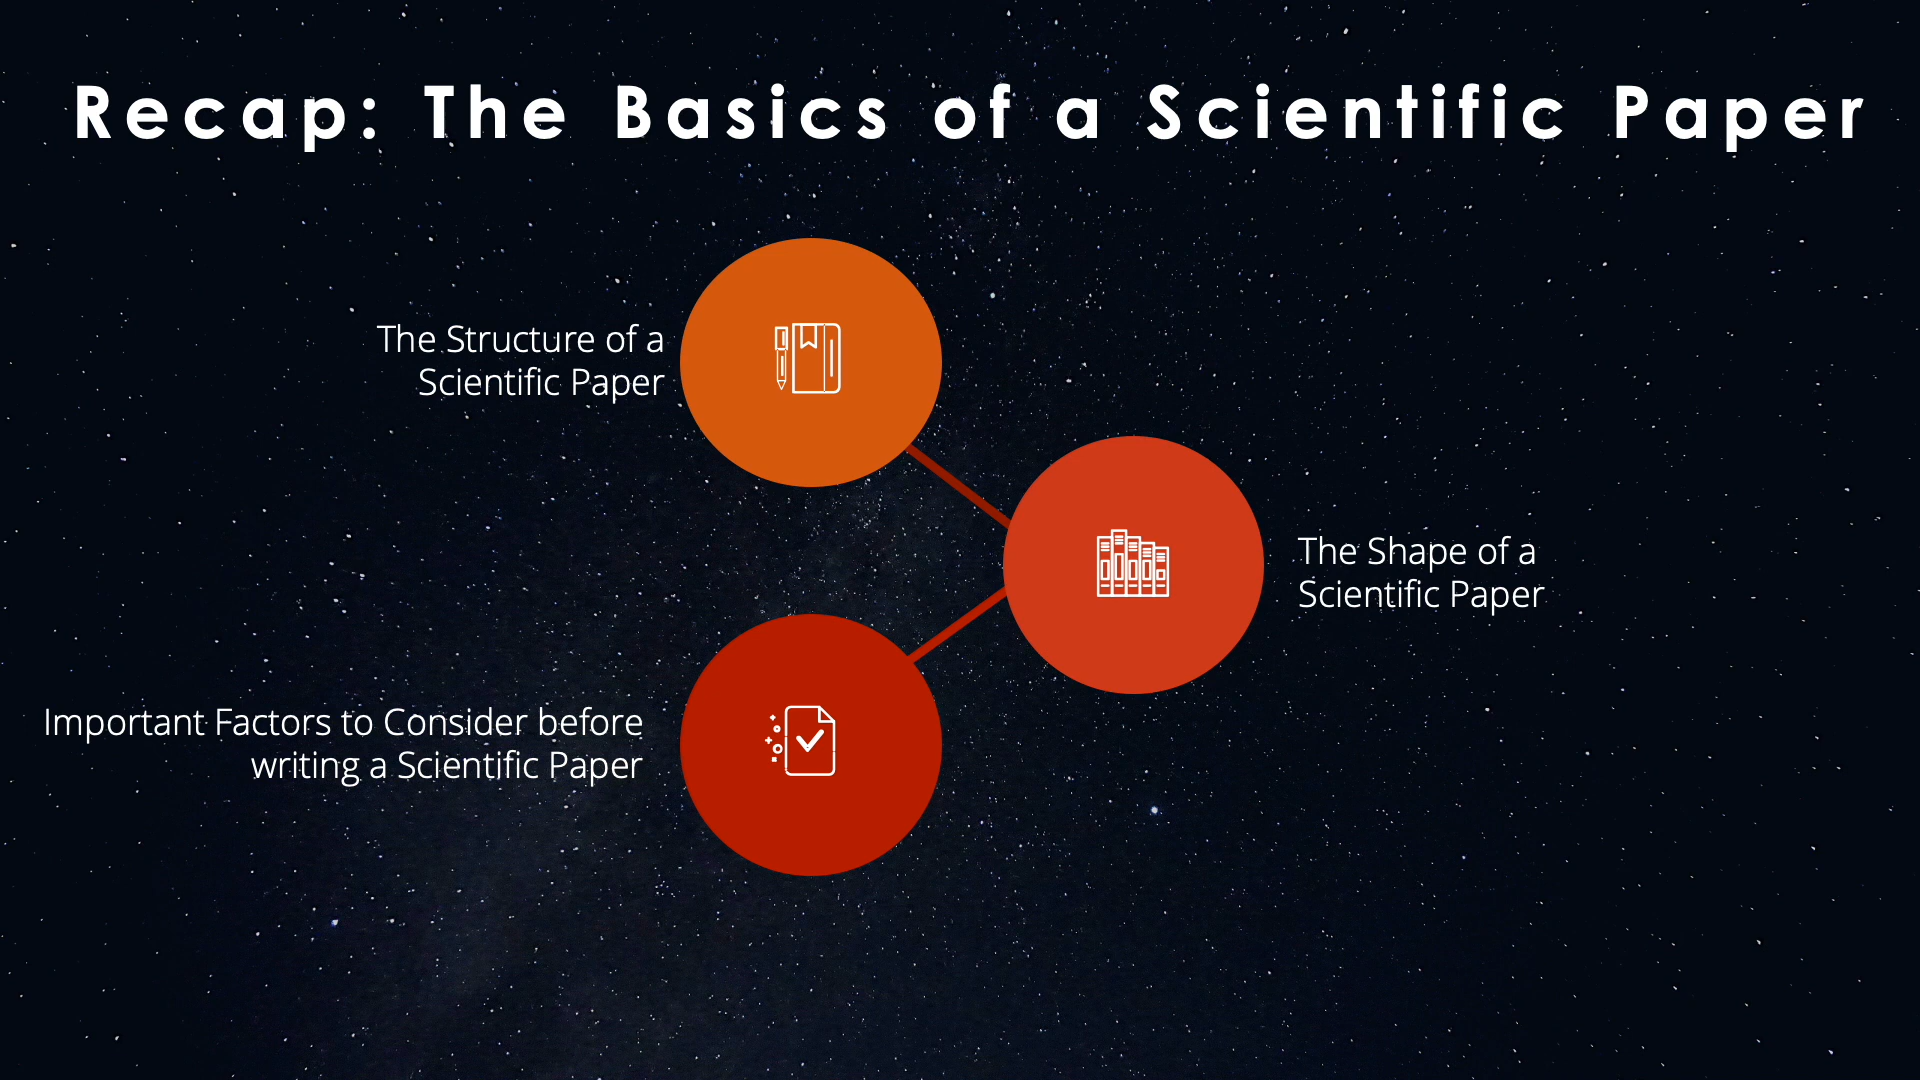 Recap: The Basics of a Scientific Paper
The Structure of a
Scientific Paper
The Shape of a
Scientific Paper
Important Factors to Consider before
writing a Scientific Paper